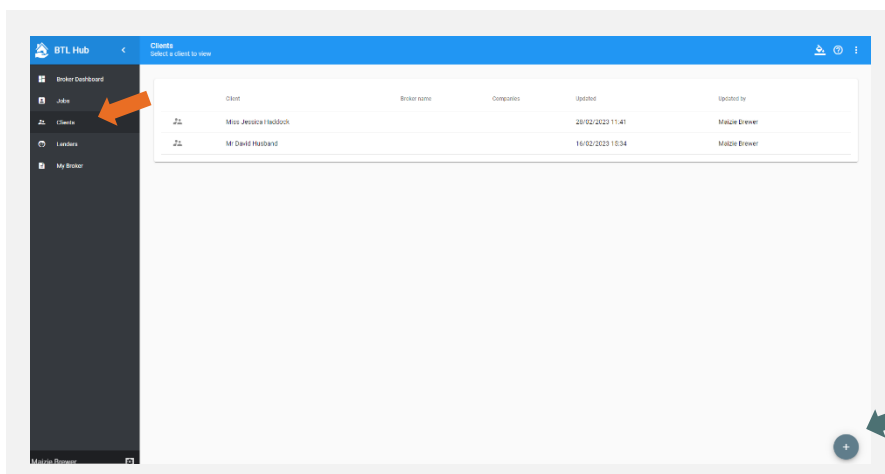 BTL Hub
Clients
Select a client to view
Broker Dashboard
Jobs
Clients
Lenders
My Broker
Client Broker name Companies Updated Updated by
Miss Jessica Haddock 28/02/2023 11:41 Maizie Brewer
Mr David Husband 16/02/2023 18:34 Maizie Brewer
Maizie Brewer